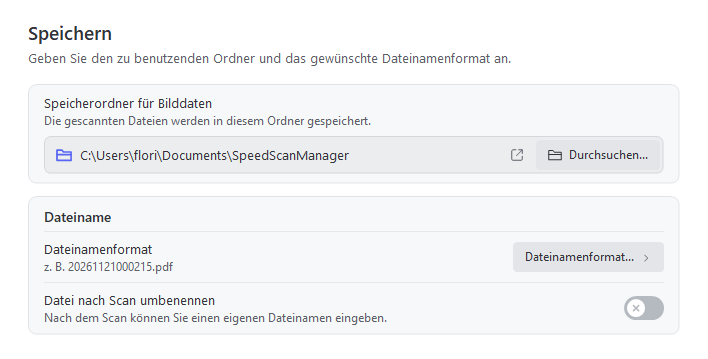 Speichern
Geben Sie den zu benutzenden Ordner und das gewünschte Dateinamenformat an.
Speicherordner für Bilddaten
Die gescannten Dateien werden in diesem Ordner gespeichert.
C:\Users\flori\Documents\SpeedScanManager
Durchsuchen...
Dateiname
Dateinamenformat
z. B. 20261121000215.pdf
Dateinamenformat...
Datei nach Scan umbenennen
Nach dem Scan können Sie einen eigenen Dateinamen eingeben.